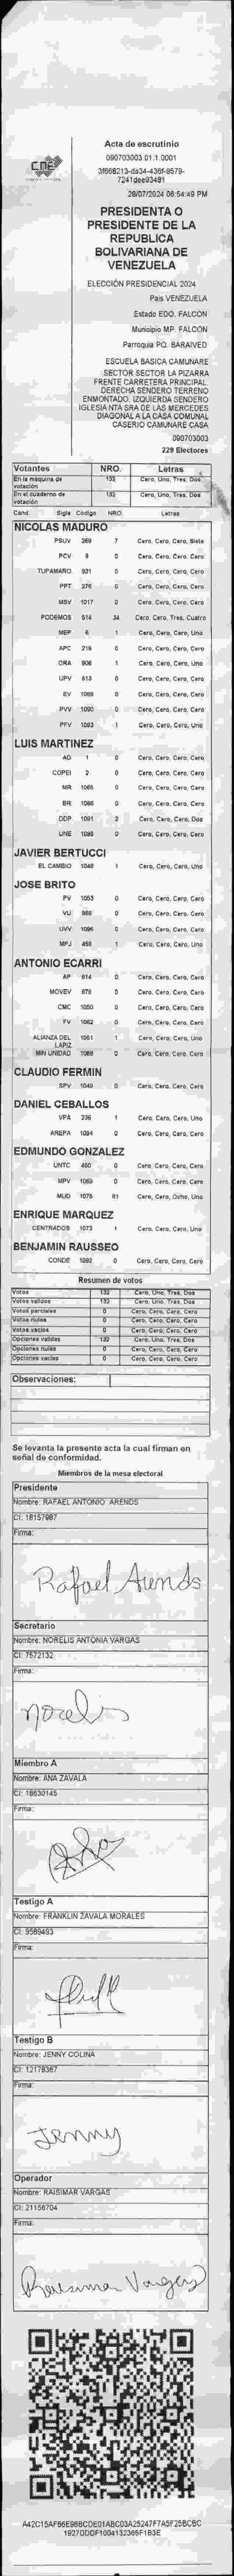 Acta de escrutinio
CNE
090703003.01.1.0001
7241dee93481
28/07/2024 06:54:49 PM
PRESIDENTA O
PRESIDENTE DE LA
REPUBLICA
BOLIVARIANA DE
VENEZUELA
ELECCIÓN PRESIDENCIAL 2024
Pais VENEZUELA
Estado EDO. FALCON
Municipio MP. FALCON
Parroquia PQ. BARAIVED
ESCUELA BASICA CAMUNARE
SECTOR SECTOR LA PIZARRA
FRENTE CARRETERA PRINCIPAL.
DERECHA SENDERO TERRENO
ENMONTADO. IZQUIERDA SENDERO
IGLESIA NTA SRA DE LAS MERCEDES
DIAGONAL A LA CASA COMUNAL
CASERIO CAMUNARE CASA
090703003
229 Electores
Votantes NRO. Letras
En la máquina de votación 132 Cero, Uno, Tres, Dos
En el cuaderno de votación 132 Cero, Uno, Tres, Dos
Cand. Sigla Código NRO. Letras
NICOLAS MADURO
PSUV 269 7 Cero, Cero, Cero, Siete
PCV 9 0 Cero, Cero, Cero, Cero
TUPAMARO 931 0 Cero, Cero, Cero, Cero
PPT 276 0 Cero, Cero, Cero, Cero
MSV 1017 0 Cero, Cero, Cero, Cero
PODEMOS 514 34 Cero, Cero, Tres, Cuatro
MEP 6 1 Cero, Cero, Cero, Uno
APC 219 0 Cero, Cero, Cero, Cero
ORA 906 1 Cero, Cero, Cero, Uno
UPV 613 0 Cero, Cero, Cero, Cero
EV 1089 0 Cero, Cero, Cero, Cero
PVV 1090 0 Cero, Cero, Cero, Cero
PFV 1093 1 Cero, Cero, Cero, Uno
LUIS MARTINEZ
AD 1 0 Cero, Cero, Cero, Cero
COPEI 2 0 Cero, Cero, Cero, Cero
MR 1065 0 Cero, Cero, Cero, Cero
BR 1066 0 Cero, Cero, Cero, Cero
DDP 1091 2 Cero, Cero, Cero, Dos
UNE 1095 0 Cero, Cero, Cero, Cero
JAVIER BERTUCCI
EL CAMBIO 1048 1 Cero, Cero, Cero, Uno
JOSE BRITO
PV 1053 0 Cero, Cero, Cero, Cero
VU 969 0 Cero, Cero, Cero, Cero
UVV 1096 0 Cero, Cero, Cero, Cero
MPJ 458 1 Cero, Cero, Cero, Uno
ANTONIO ECARRI
AP 814 0 Cero, Cero, Cero, Cero
MOVEV 878 0 Cero, Cero, Cero, Cero
CMC 1050 0 Cero, Cero, Cero, Cero
FV 1062 0 Cero, Cero, Cero, Cero
ALIANZA DEL LAPIZ 1061 1 Cero, Cero, Cero, Uno
MIN UNIDAD 1088 0 Cero, Cero, Cero, Cero
CLAUDIO FERMIN
SPV 1049 0 Cero, Cero, Cero, Cero
DANIEL CEBALLOS
VPA 236 1 Cero, Cero, Cero, Uno
AREPA 1094 0 Cero, Cero, Cero, Cero
EDMUNDO GONZALEZ
UNTC 460 0 Cero, Cero, Cero, Cero
MPV 1069 0 Cero, Cero, Cero, Cero
MUD 1075 81 Cero, Cero, Ocho, Uno
ENRIQUE MARQUEZ
CENTRADOS 1073 1 Cero, Cero, Cero, Uno
BENJAMIN RAUSSEO
CONDE 1092 0 Cero, Cero, Cero, Cero
Resumen de votos
Votos 132 Cero, Uno, Tres, Dos
Votos validos 132 Cero, Uno, Tres, Dos
Votos parciales 0 Cero, Cero, Cero, Cero
Votos nulos 0 Cero, Cero, Cero, Cero
Votos vacios 0 Cero, Cero, Cero, Cero
Opciones validas 132 Cero, Uno, Tres, Dos
Opciones nulas 0 Cero, Cero, Cero, Cero
Opciones vacias 0 Cero, Cero, Cero, Cero
Observaciones:
Se levanta la presente acta la cual firman en
señal de conformidad.
Miembros de la mesa electoral
Presidente
Nombre: RAFAEL ANTONIO ARENDS
CI: 18157987
Firma:
Rafael Arends
Secretario
Nombre: NORELIS ANTONIA VARGAS
CI: 7572132
Firma:
norelis
Miembro A
Nombre: ANA ZAVALA
CI: 18630145
Firma:
Testigo A
Nombre: FRANKLIN ZAVALA MORALES
CI: 9589493
Firma:
Testigo B
Nombre: JENNY COLINA
CI: 12178367
Firma:
Jenny
Operador
Nombre: RAISIMAR VARGAS
CI: 21156704
Firma:
Raisimar Vargas